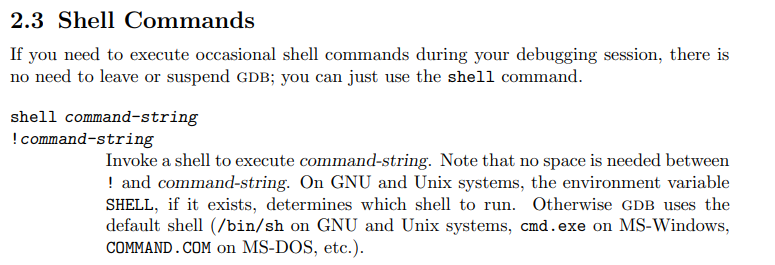 2.3 Shell Commands
If you need to execute occasional shell commands during your debugging session, there is
no need to leave or suspend GDB; you can just use the shell command.
shell command-string
!command-string
Invoke a shell to execute command-string. Note that no space is needed between
! and command-string. On GNU and Unix systems, the environment variable
SHELL, if it exists, determines which shell to run. Otherwise GDB uses the
default shell (/bin/sh on GNU and Unix systems, cmd.exe on MS-Windows,
COMMAND.COM on MS-DOS, etc.).